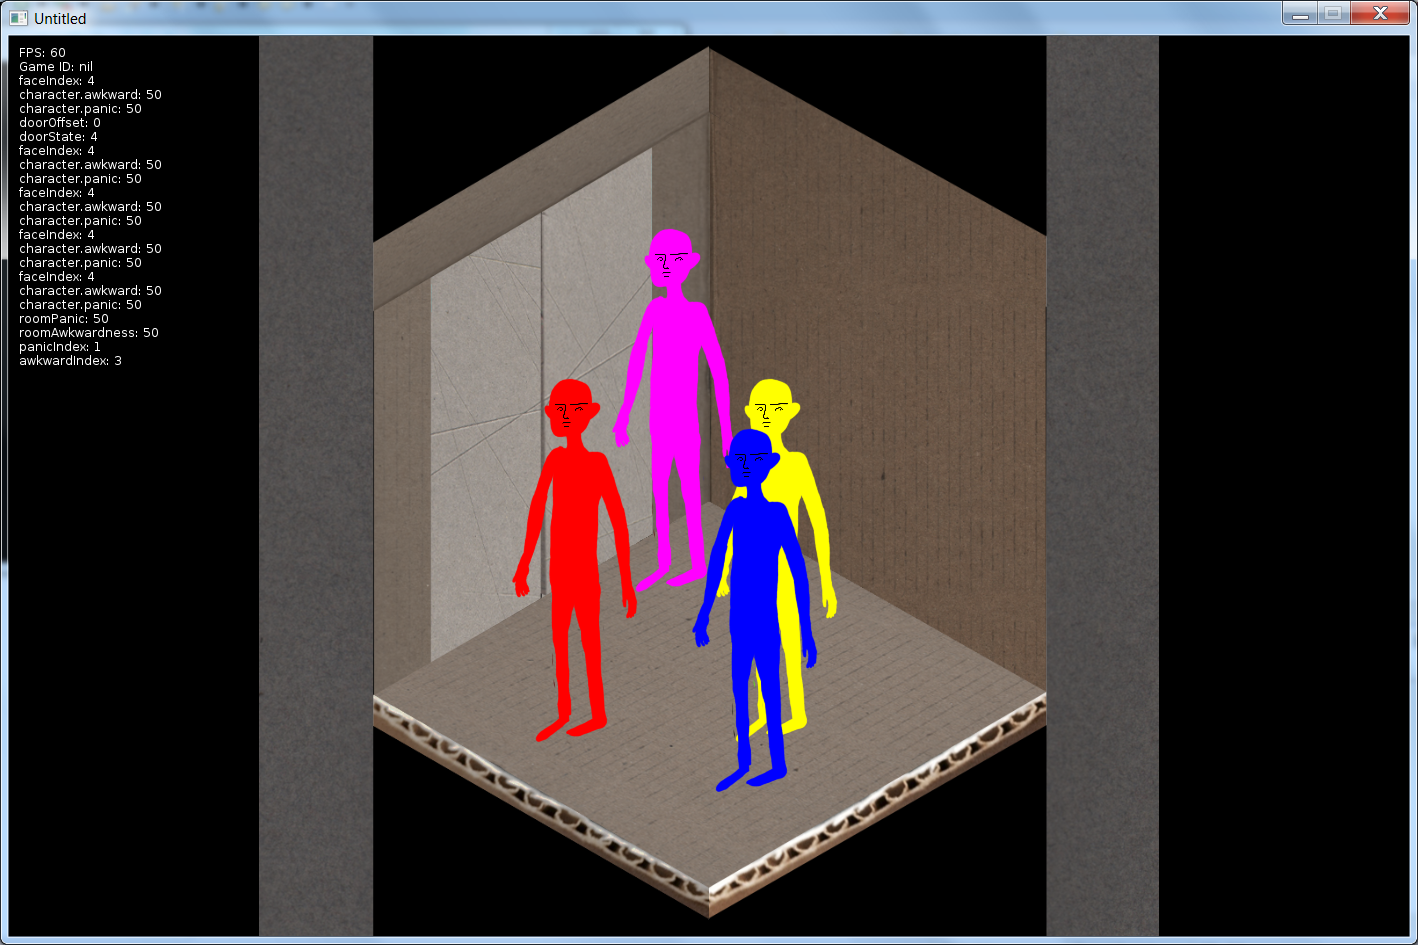 Untitled
FPS: 60
Game ID: nil
faceIndex: 4
character.awkward: 50
character.panic: 50
doorOffset: 0
doorState: 4
faceIndex: 4
character.awkward: 50
character.panic: 50
faceIndex: 4
character.awkward: 50
character.panic: 50
faceIndex: 4
character.awkward: 50
character.panic: 50
faceIndex: 4
character.awkward: 50
character.panic: 50
roomPanic: 50
roomAwkwardness: 50
panicIndex: 1
awkwardIndex: 3